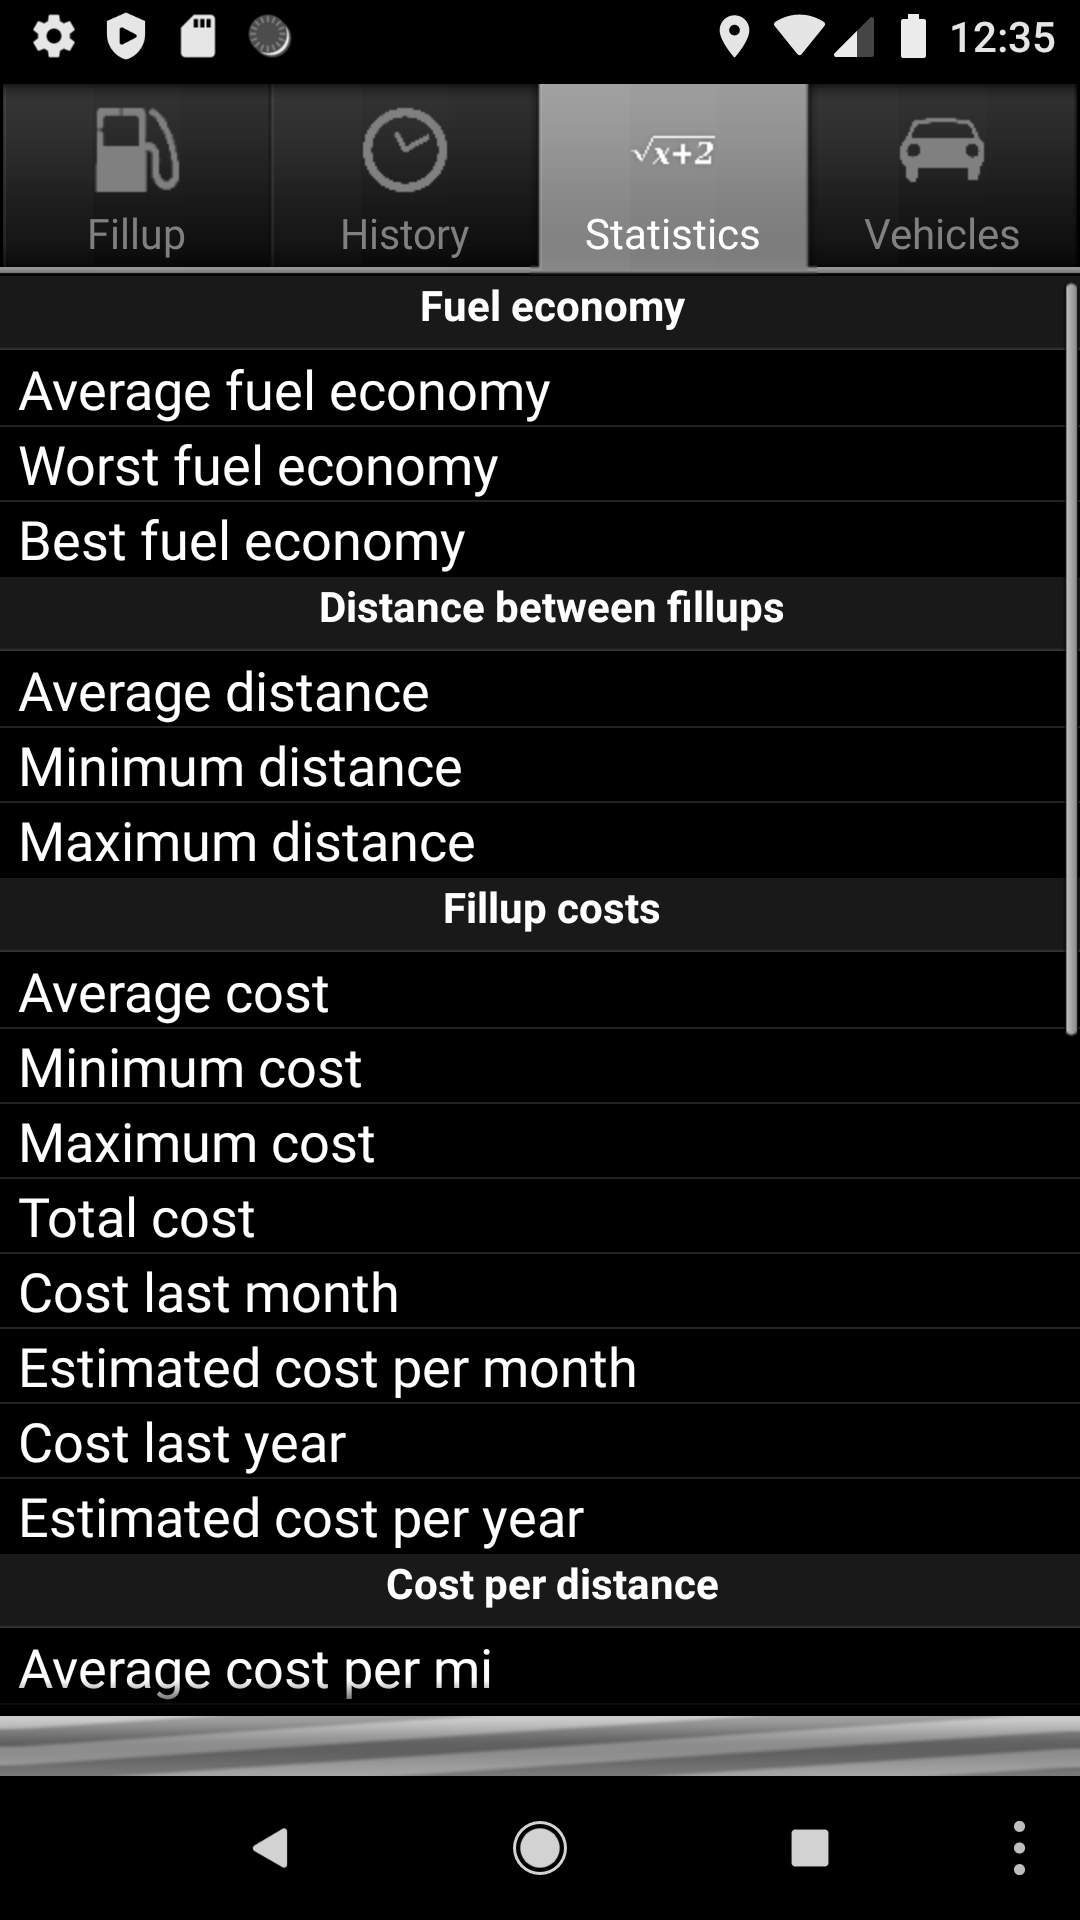 12:35
√x+2
Fillup
History
Statistics
Vehicles
Fuel economy
Average fuel economy
Worst fuel economy
Best fuel economy
Distance between fillups
Average distance
Minimum distance
Maximum distance
Fillup costs
Average cost
Minimum cost
Maximum cost
Total cost
Cost last month
Estimated cost per month
Cost last year
Estimated cost per year
Cost per distance
Average cost per mi